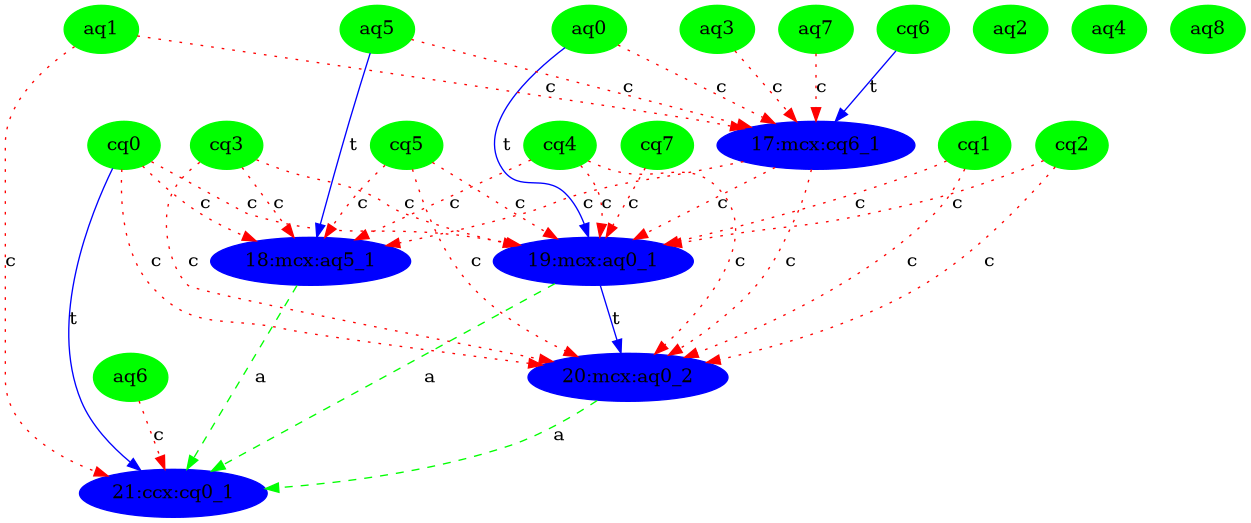 aq1 aq5 aq0 aq3 aq7 cq6 aq2 aq4 aq8
c c c c c t
cq0 cq3 cq5 t t cq4 cq7 17:mcx:cq6_1 cq1 cq2
c c c c c c c c c c c c c
18:mcx:aq5_1 19:mcx:aq0_1
c c c c c c c c
t t
aq6 a a 20:mcx:aq0_2
c a
21:ccx:cq0_1